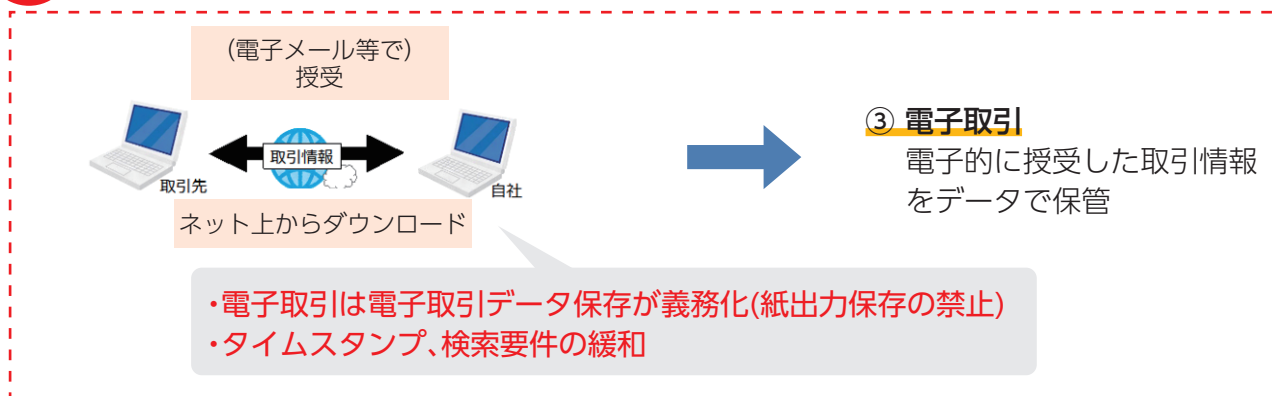 (電子メール等で)
授受
取引情報
取引先
自社
ネット上からダウンロード
③ 電子取引
電子的に授受した取引情報
をデータで保管
・電子取引は電子取引データ保存が義務化(紙出力保存の禁止)
・タイムスタンプ、検索要件の緩和